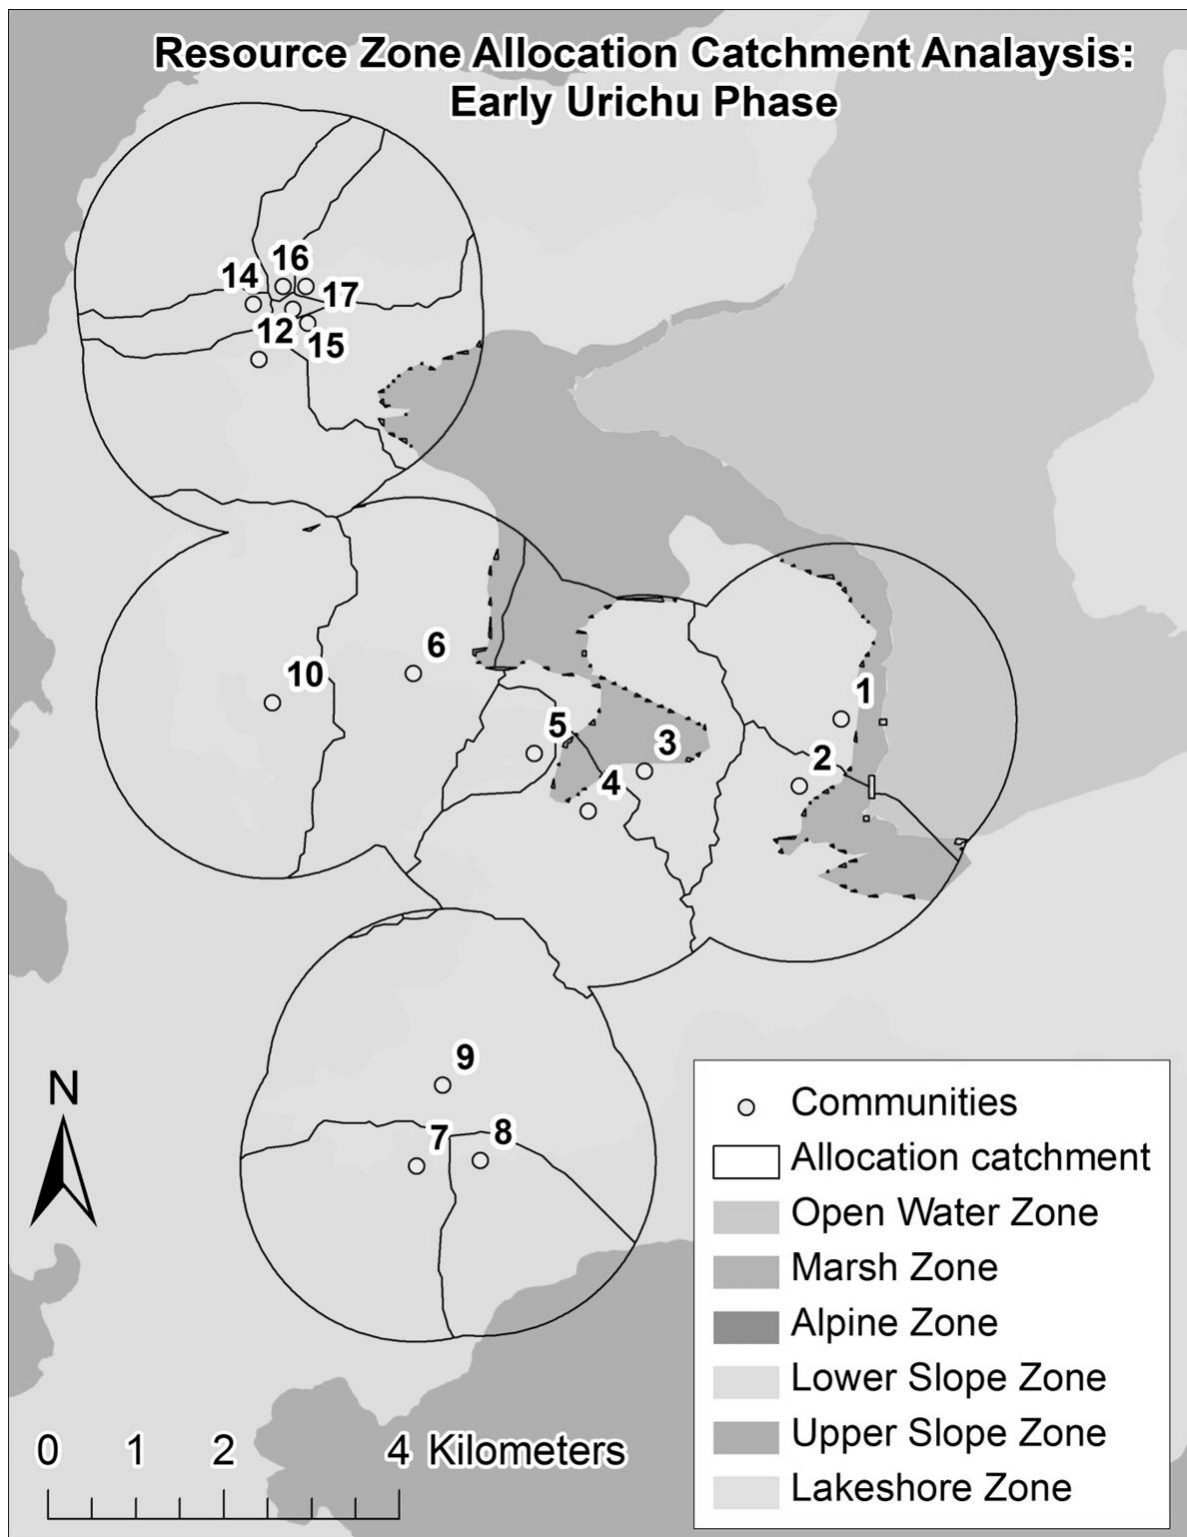 Resource Zone Allocation Catchment Analaysis:
Early Urichu Phase
16
14
17
12
15
6
10
1
5
3
2
4
9
N
7
8
Communities
Allocation catchment
Open Water Zone
Marsh Zone
Alpine Zone
Lower Slope Zone
Upper Slope Zone
Lakeshore Zone
0 1 2 4 Kilometers